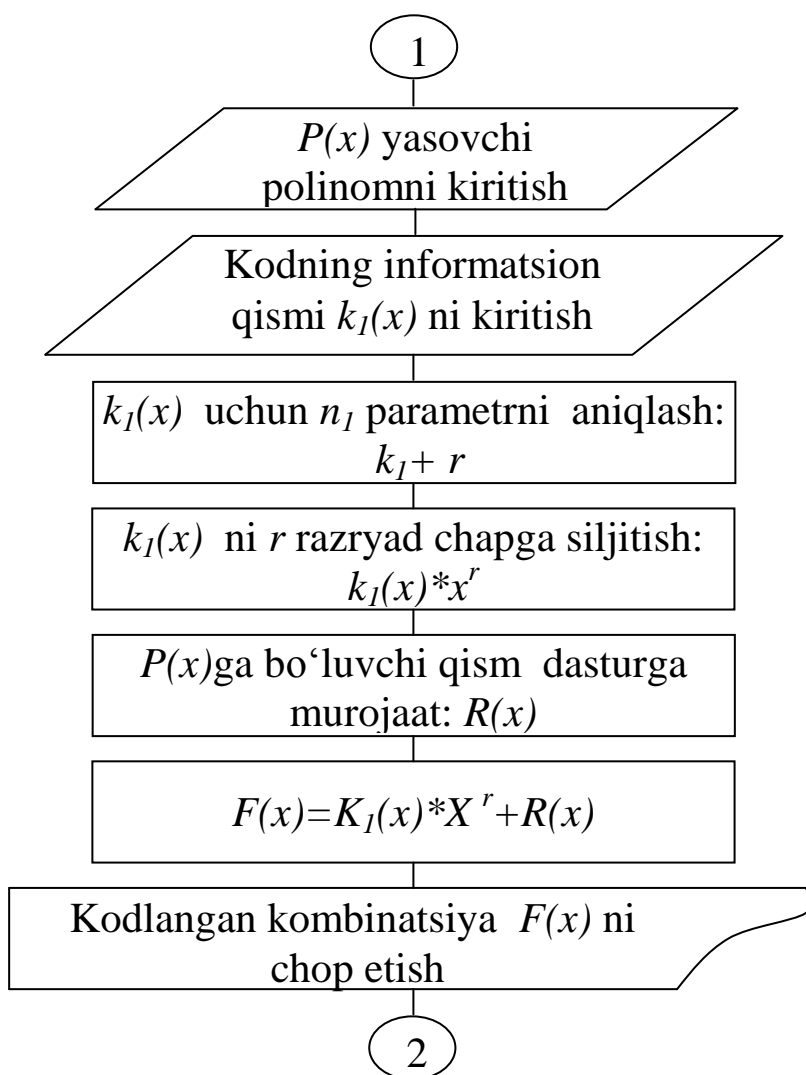 1
P(x) yasovchi
polinomni kiritish
Kodning informatsion
qismi k₁(x) ni kiritish
k₁(x) uchun n₁ parametrni aniqlash:
k₁+ r
k₁(x) ni r razryad chapga siljitish:
k₁(x)*xʳ
P(x)ga bo‘luvchi qism dasturga
murojaat: R(x)
F(x)=K₁(x)*X ʳ+R(x)
Kodlangan kombinatsiya F(x) ni
chop etish
2